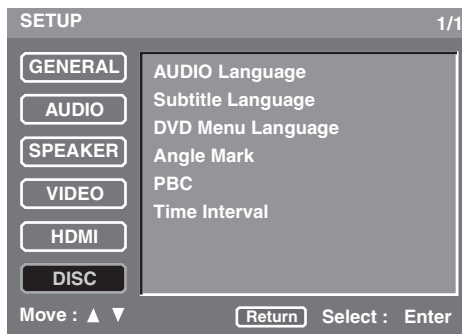 SETUP 1/1
GENERAL
AUDIO
SPEAKER
VIDEO
HDMI
DISC
AUDIO Language
Subtitle Language
DVD Menu Language
Angle Mark
PBC
Time Interval
Move : ▲ ▼ Return Select : Enter